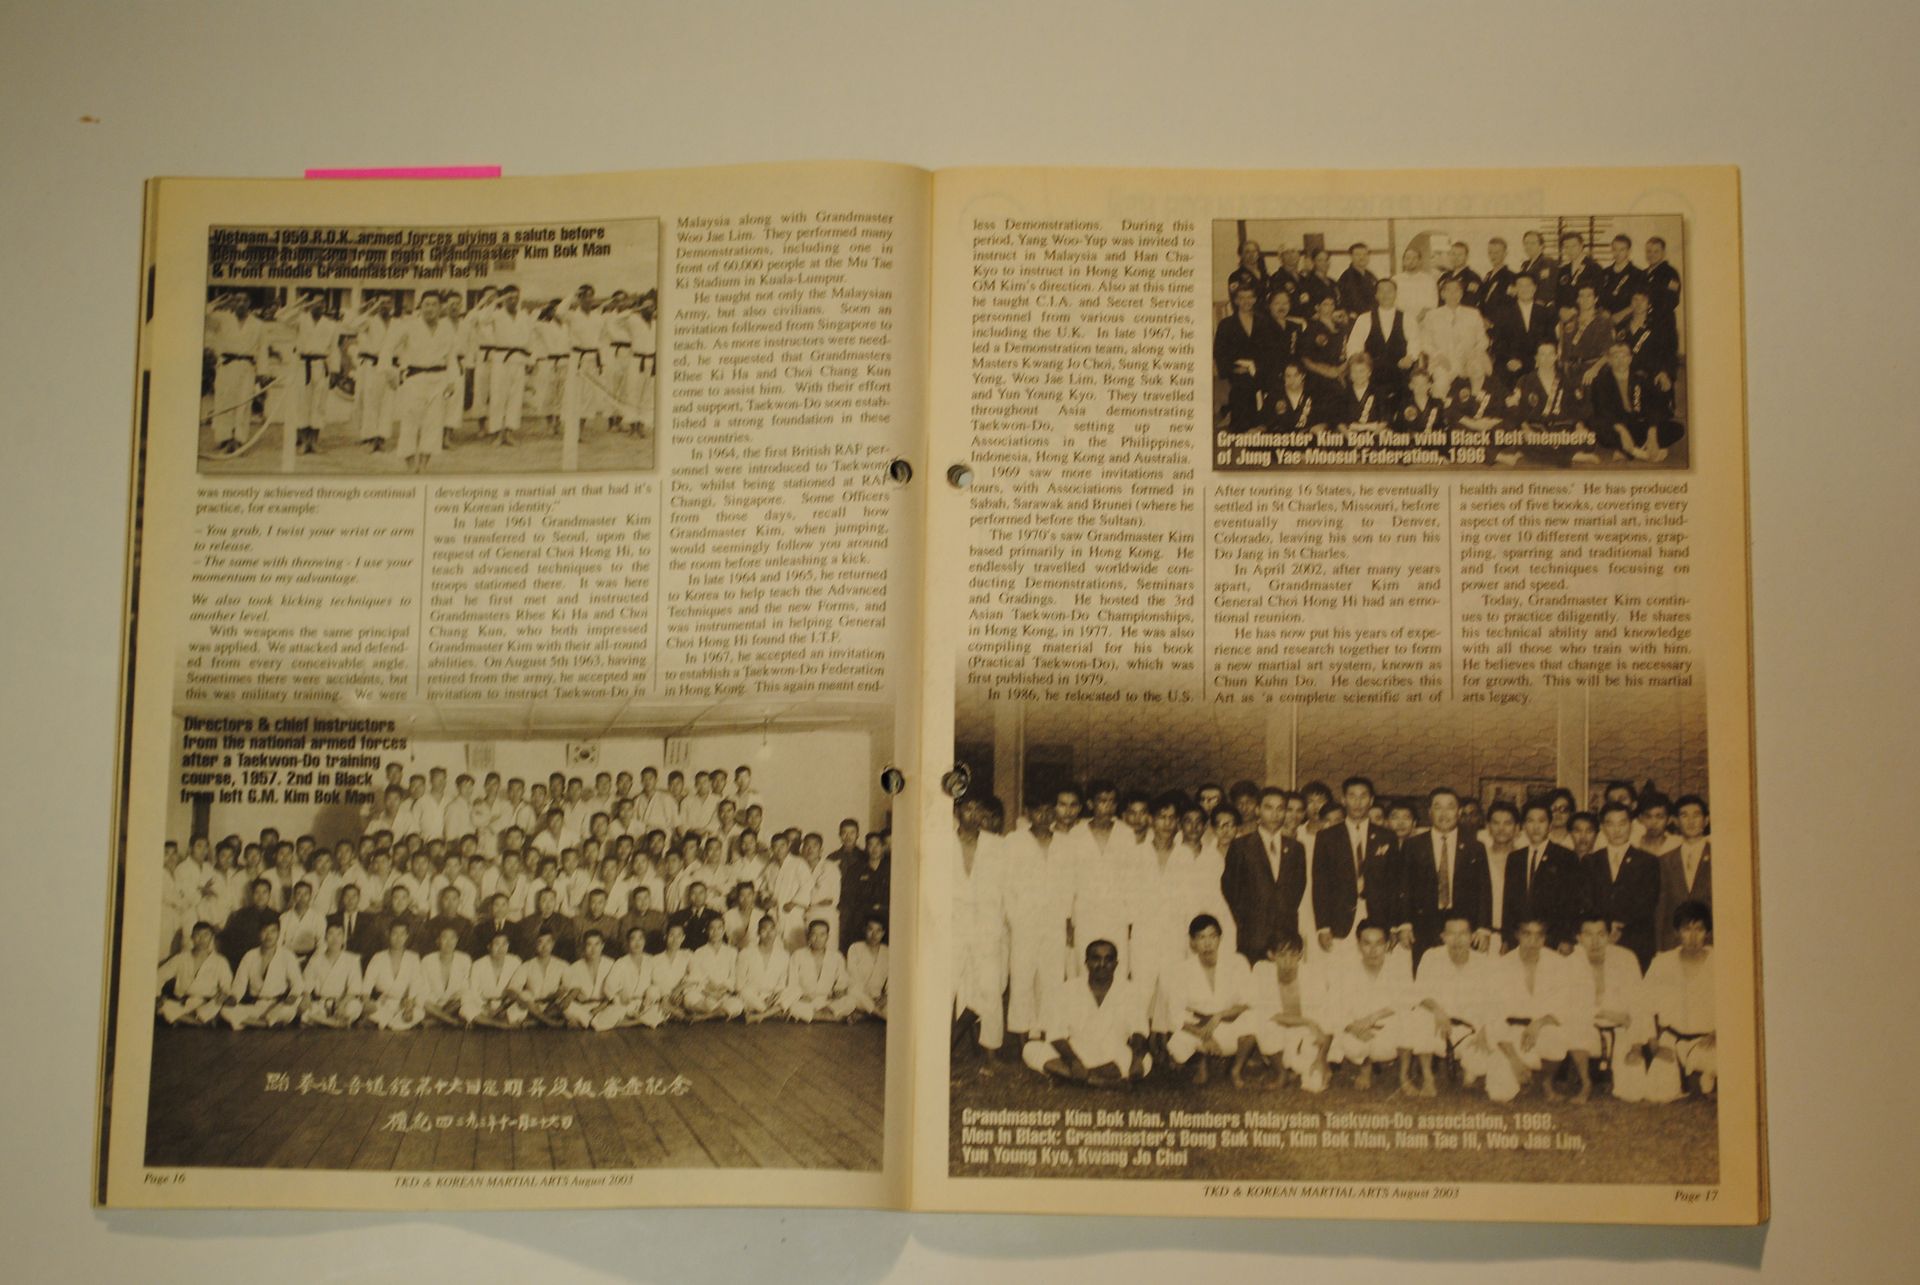 Vietnam 1959 R.O.K. armed forces giving a salute before
demonstration, 3rd from right Grandmaster Kim Bok Man
& front middle Grandmaster Nam Tae Hi
was mostly achieved through continual
practice, for example:
– You grab, I twist your wrist or arm
to release.
– The same with throwing - I use your
momentum to my advantage.
We also took kicking techniques to
another level.
With weapons the same principal
was applied. We attacked and defend-
ed from every conceivable angle.
Sometimes there were accidents, but
this was military training. We were
developing a martial art that had it's
own Korean identity."
In late 1961 Grandmaster Kim
was transferred to Seoul, upon the
request of General Choi Hong Hi, to
teach advanced techniques to the
troops stationed there. It was here
that he first met and instructed
Grandmasters Rhee Ki Ha and Choi
Chang Kun, who both impressed
Grandmaster Kim with their all-round
abilities. On August 5th 1963, having
retired from the army, he accepted an
invitation to instruct Taekwon-Do in
Malaysia along with Grandmaster
Woo Jae Lim. They performed many
Demonstrations, including one in
front of 60,000 people at the Mu Tae
Ki Stadium in Kuala-Lumpur.
He taught not only the Malaysian
Army, but also civilians. Soon an
invitation followed from Singapore to
teach. As more instructors were need-
ed, he requested that Grandmasters
Rhee Ki Ha and Choi Chang Kun
come to assist him. With their effort
and support, Taekwon-Do soon estab-
lished a strong foundation in these
two countries.
In 1964, the first British RAF per-
sonnel were introduced to Taekwon-
Do, whilst being stationed at RAF
Changi, Singapore. Some Officers
from those days, recall how
Grandmaster Kim, when jumping,
would seemingly follow you around
the room before unleashing a kick.
In late 1964 and 1965, he returned
to Korea to help teach the Advanced
Techniques and the new Forms, and
was instrumental in helping General
Choi Hong Hi found the I.T.F.
In 1967, he accepted an invitation
to establish a Taekwon-Do Federation
in Hong Kong. This again meant end-
Directors & chief instructors
from the national armed forces
after a Taekwon-Do training
course, 1957. 2nd in Black
from left G.M. Kim Bok Man
跆拳道吾道館第十六回定期昇段級審査記念
檀紀四二九二年十一月二十六日
Page 16
TKD & KOREAN MARTIAL ARTS August 2003
less Demonstrations. During this
period, Yang Woo-Yup was invited to
instruct in Malaysia and Han Cha-
Kyo to instruct in Hong Kong under
GM Kim's direction. Also at this time
he taught C.I.A. and Secret Service
personnel from various countries,
including the U.K. In late 1967, he
led a Demonstration team, along with
Masters Kwang Jo Choi, Sung Kwang
Yong, Woo Jae Lim, Bong Suk Kun
and Yun Young Kyo. They travelled
throughout Asia demonstrating
Taekwon-Do, setting up new
Associations in the Philippines,
Indonesia, Hong Kong and Australia.
1969 saw more invitations and
tours, with Associations formed in
Sabah, Sarawak and Brunei (where he
performed before the Sultan).
The 1970's saw Grandmaster Kim
based primarily in Hong Kong. He
endlessly travelled worldwide con-
ducting Demonstrations, Seminars
and Gradings. He hosted the 3rd
Asian Taekwon-Do Championships,
in Hong Kong, in 1977. He was also
compiling material for his book
(Practical Taekwon-Do), which was
first published in 1979.
In 1986, he relocated to the U.S.
Grandmaster Kim Bok Man with Black Belt members
of Jung Yae Moosul Federation, 1996
After touring 16 States, he eventually
settled in St Charles, Missouri, before
eventually moving to Denver,
Colorado, leaving his son to run his
Do Jang in St Charles.
In April 2002, after many years
apart, Grandmaster Kim and
General Choi Hong Hi had an emo-
tional reunion.
He has now put his years of expe-
rience and research together to form
a new martial art system, known as
Chun Kuhn Do. He describes this
Art as 'a complete scientific art of
health and fitness.' He has produced
a series of five books, covering every
aspect of this new martial art, includ-
ing over 10 different weapons, grap-
pling, sparring and traditional hand
and foot techniques focusing on
power and speed.
Today, Grandmaster Kim contin-
ues to practice diligently. He shares
his technical ability and knowledge
with all those who train with him.
He believes that change is necessary
for growth. This will be his martial
arts legacy.
Grandmaster Kim Bok Man. Members Malaysian Taekwon-Do association, 1968.
Men in Black: Grandmaster's Bong Suk Kun, Kim Bok Man, Nam Tae Hi, Woo Jae Lim,
Yun Young Kyo, Kwang Jo Choi
TKD & KOREAN MARTIAL ARTS August 2003
Page 17